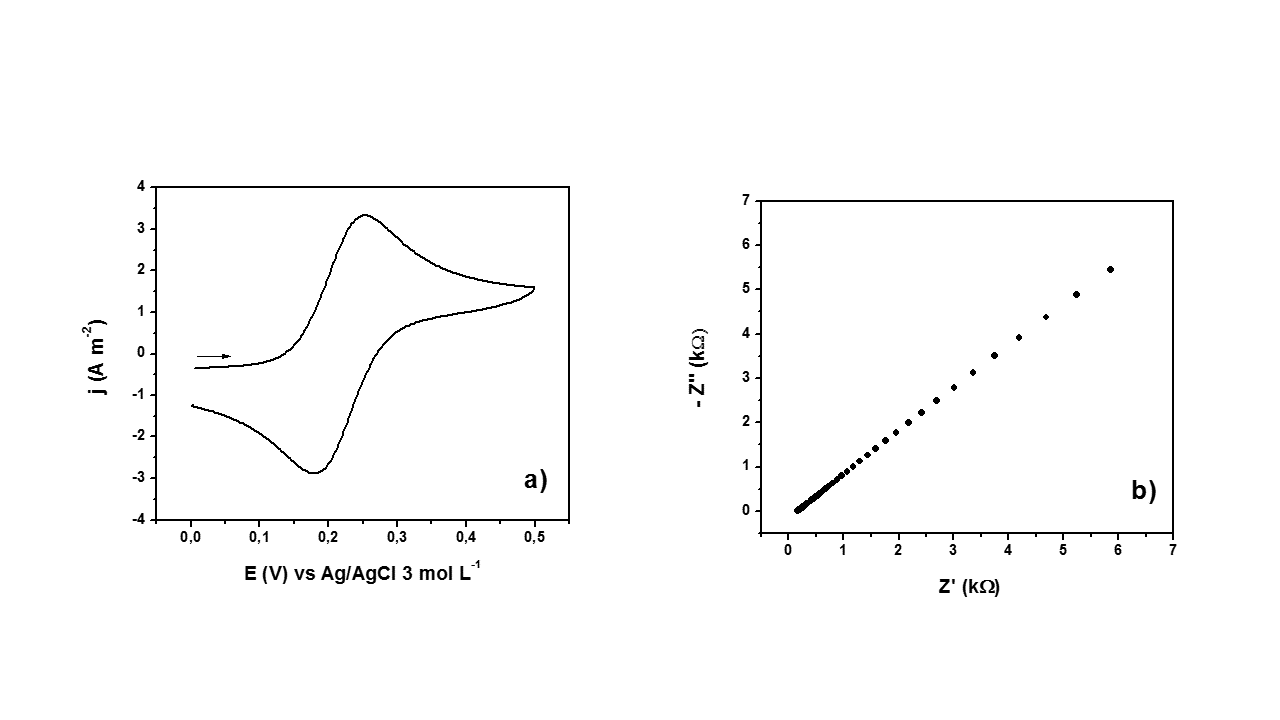 4
3
2
1
0
-1
-2
-3
-4
j (A m⁻²)
0,0 0,1 0,2 0,3 0,4 0,5
E (V) vs Ag/AgCl 3 mol L⁻¹
a)
7
6
5
4
3
2
1
0
- Z" (kΩ)
0 1 2 3 4 5 6 7
Z' (kΩ)
b)